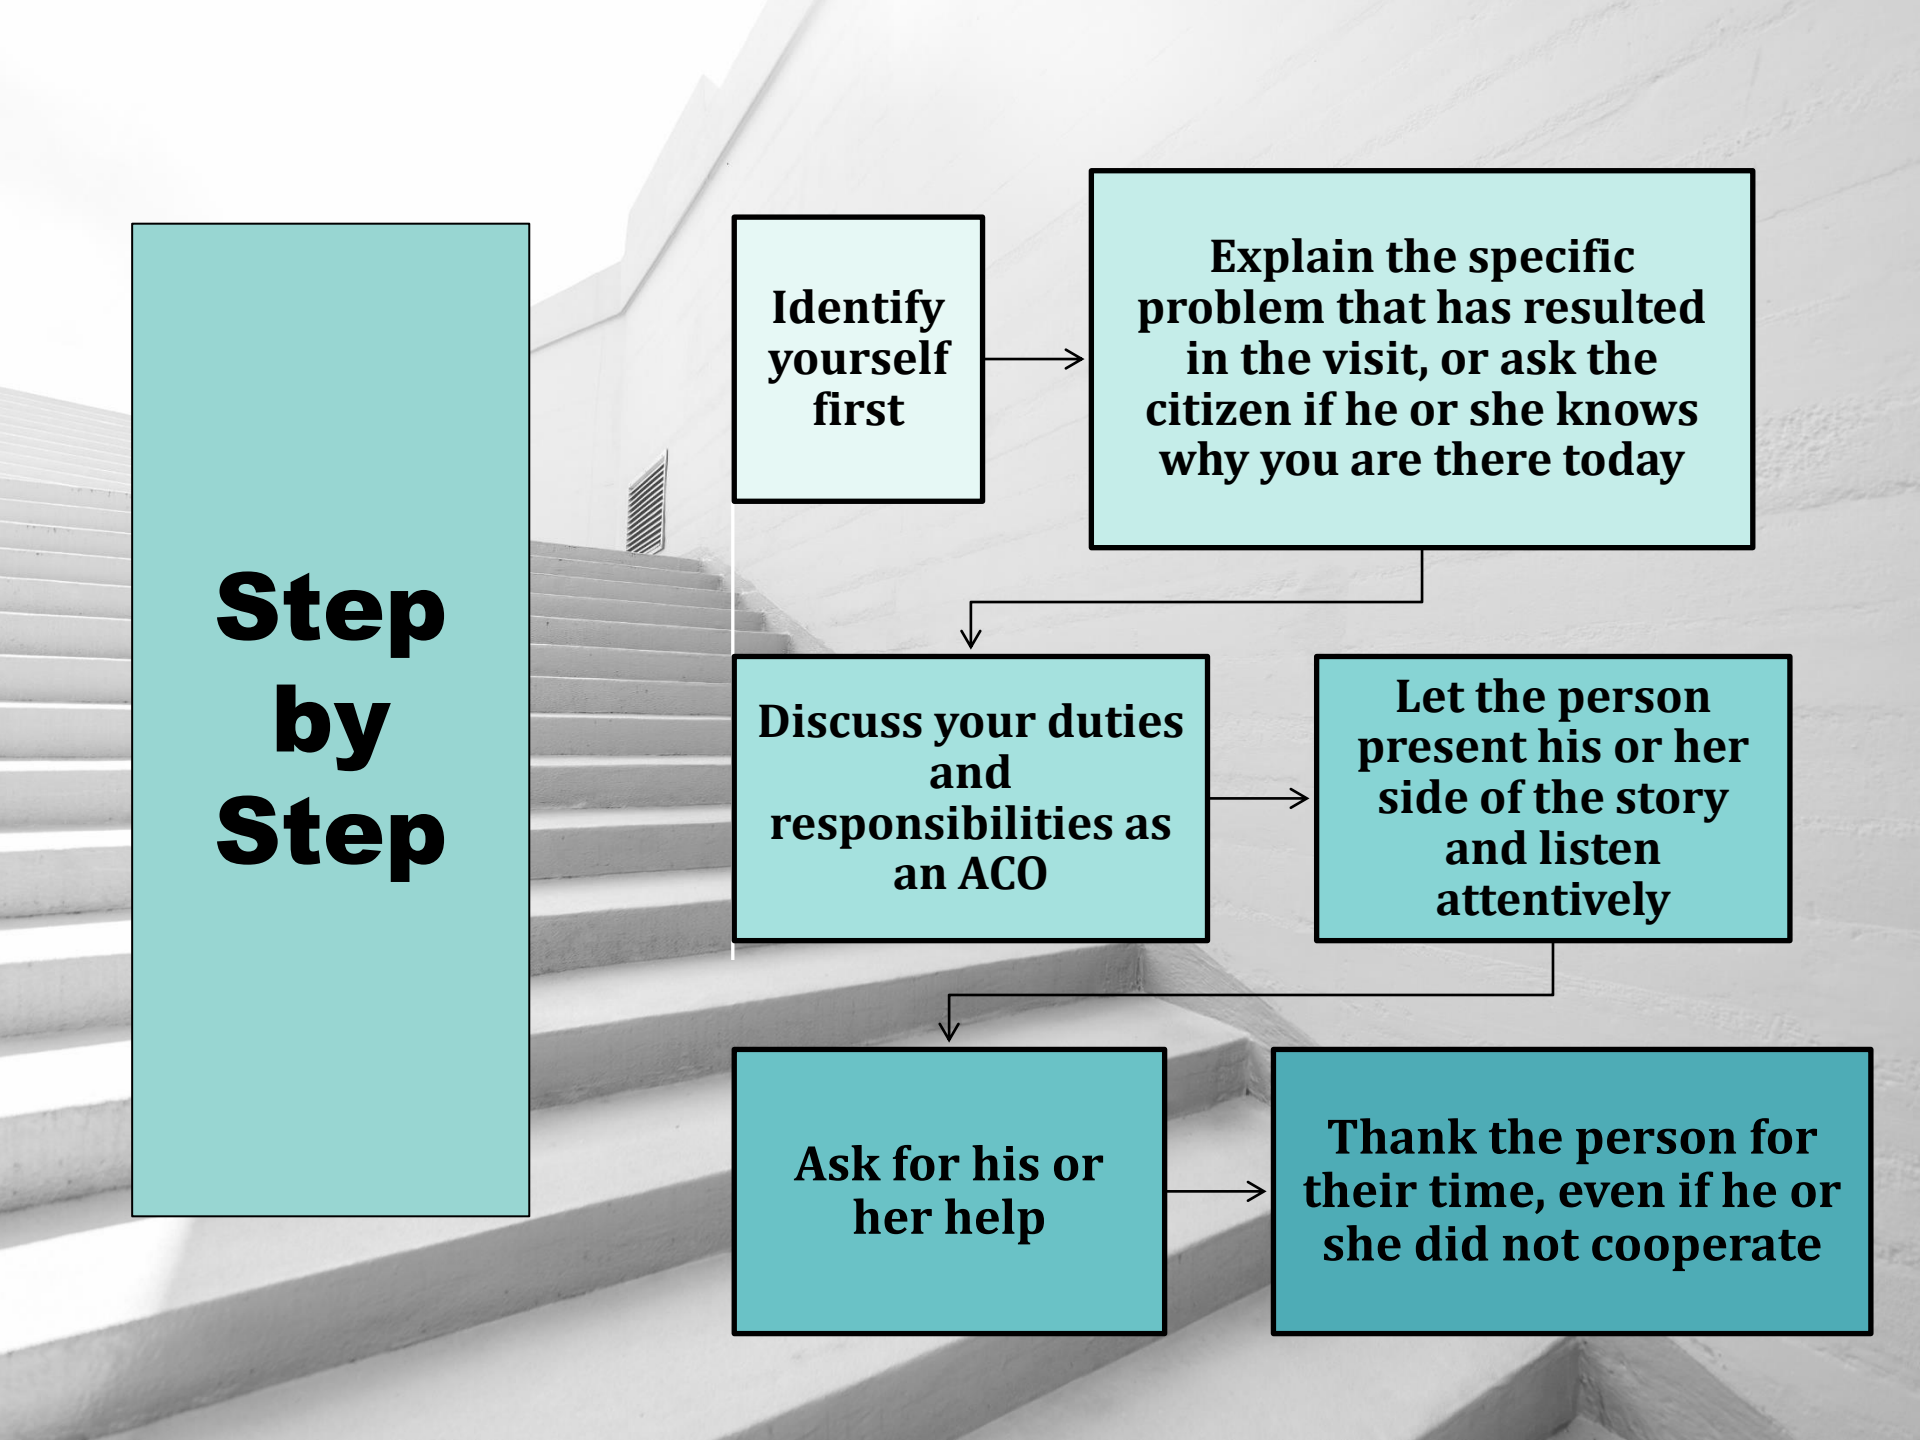 Step
by
Step
Identify
yourself
first
Explain the specific
problem that has resulted
in the visit, or ask the
citizen if he or she knows
why you are there today
Discuss your duties
and
responsibilities as
an ACO
Let the person
present his or her
side of the story
and listen
attentively
Ask for his or
her help
Thank the person for
their time, even if he or
she did not cooperate